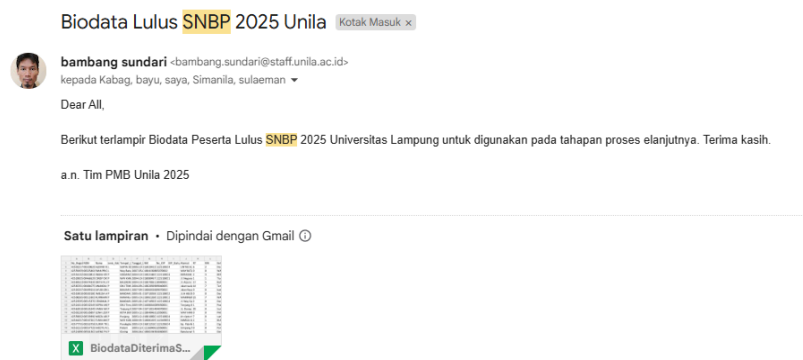 Biodata Lulus SNBP 2025 Unila Kotak Masuk ×
bambang sundari <bambang.sundari@staff.unila.ac.id>
kepada Kabag, bayu, saya, Simanila, sulaeman
Dear All,
Berikut terlampir Biodata Peserta Lulus SNBP 2025 Universitas Lampung untuk digunakan pada tahapan proses elanjutnya. Terima kasih.
a.n. Tim PMB Unila 2025
Satu lampiran • Dipindai dengan Gmail
X BiodataDiterimaS...